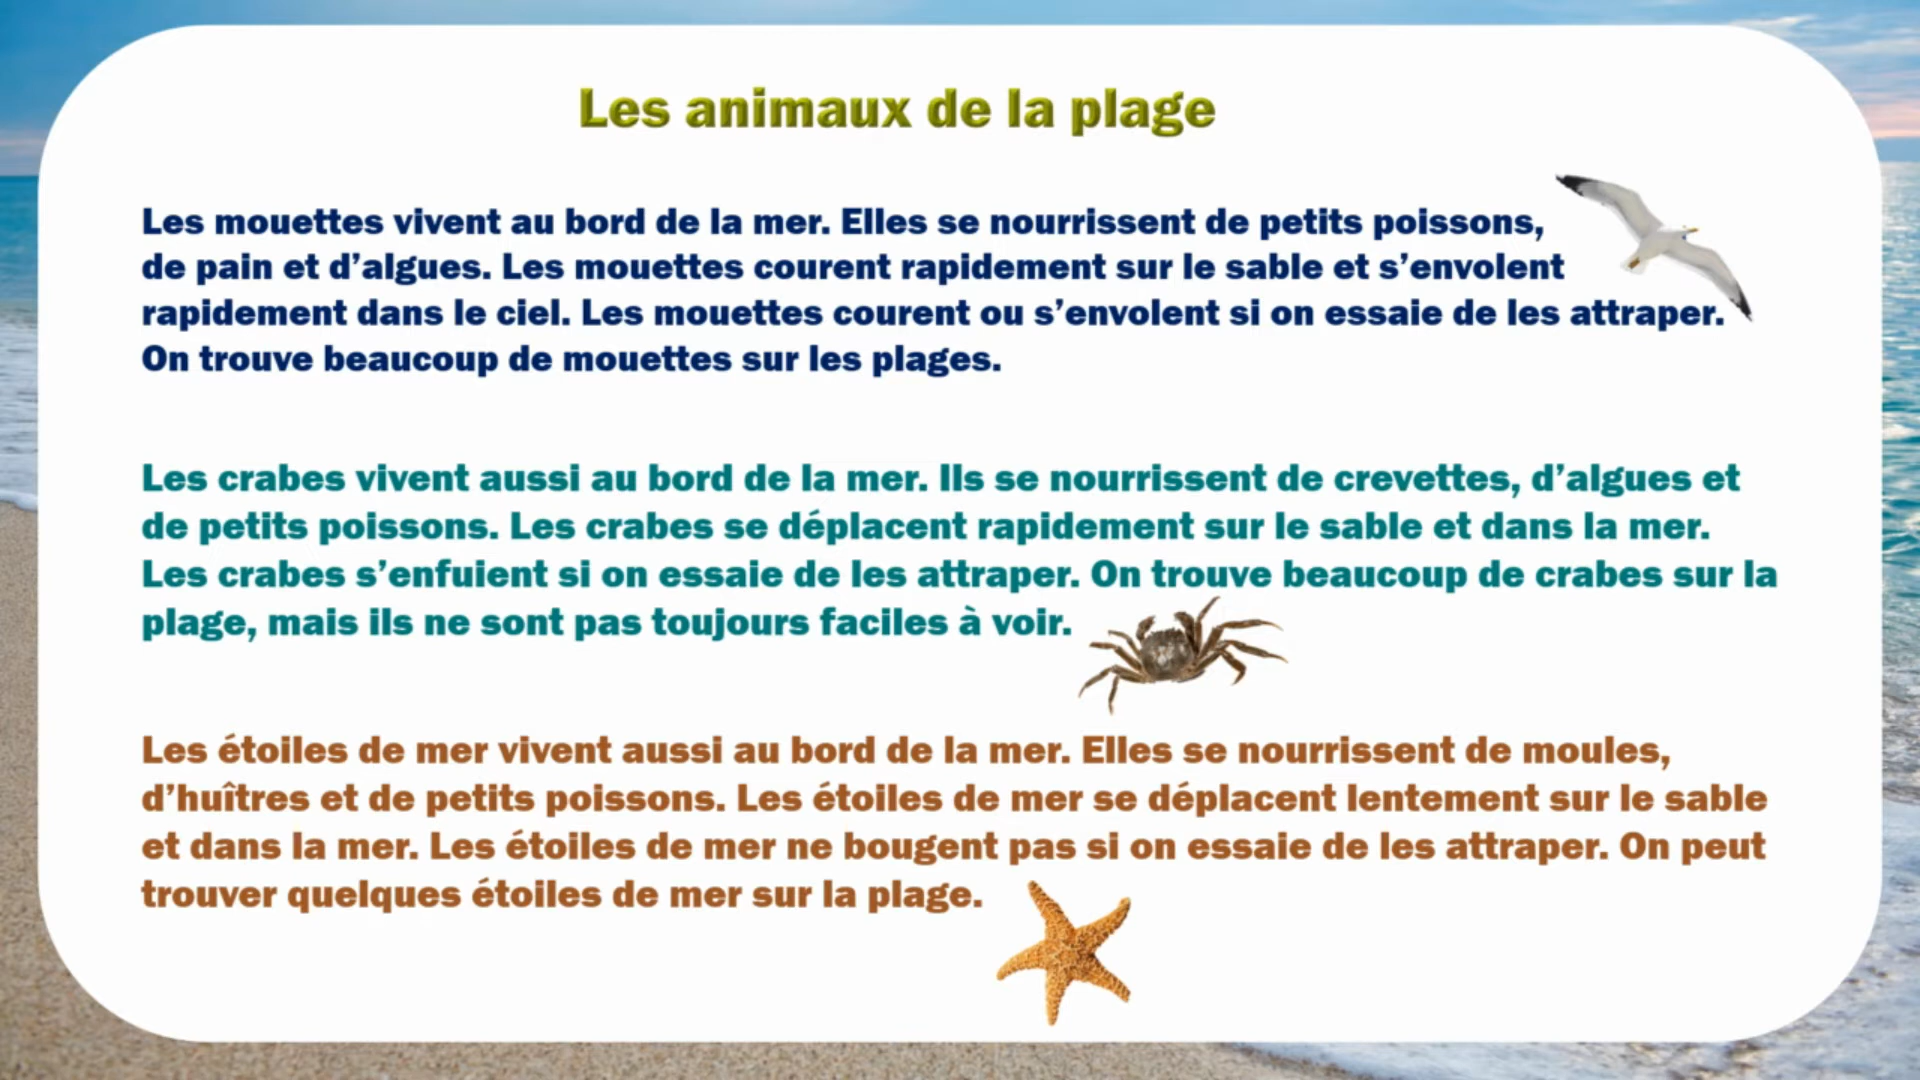 Les animaux de la plage
Les mouettes vivent au bord de la mer. Elles se nourrissent de petits poissons,
de pain et d’algues. Les mouettes courent rapidement sur le sable et s’envolent
rapidement dans le ciel. Les mouettes courent ou s’envolent si on essaie de les attraper.
On trouve beaucoup de mouettes sur les plages.
Les crabes vivent aussi au bord de la mer. Ils se nourrissent de crevettes, d’algues et
de petits poissons. Les crabes se déplacent rapidement sur le sable et dans la mer.
Les crabes s’enfuient si on essaie de les attraper. On trouve beaucoup de crabes sur la
plage, mais ils ne sont pas toujours faciles à voir.
Les étoiles de mer vivent aussi au bord de la mer. Elles se nourrissent de moules,
d’huîtres et de petits poissons. Les étoiles de mer se déplacent lentement sur le sable
et dans la mer. Les étoiles de mer ne bougent pas si on essaie de les attraper. On peut
trouver quelques étoiles de mer sur la plage.